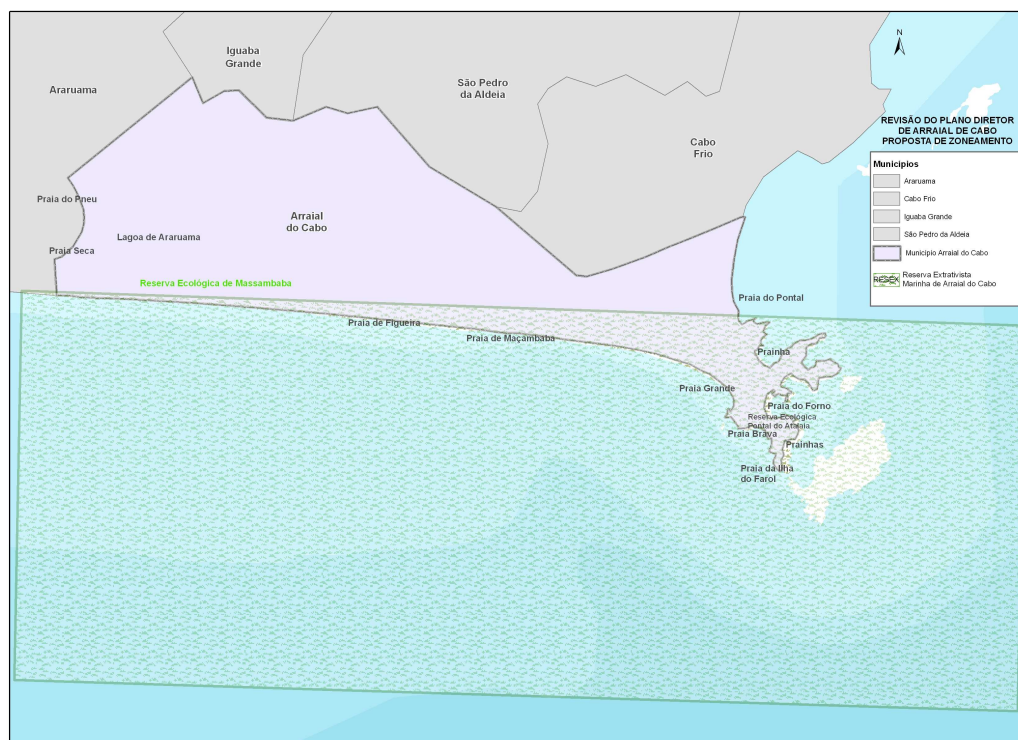 N
REVISÃO DO PLANO DIRETOR
DE ARRAIAL DE CABO
PROPOSTA DE ZONEAMENTO
Municípios
Araruama
Cabo Frio
Iguaba Grande
São Pedro da Aldeia
Município Arraial do Cabo
RESEX
Reserva Extrativista
Marinha de Arraial do Cabo
Iguaba
Grande
Araruama
São Pedro
da Aldeia
Cabo
Frio
Praia do Pneu
Arraial
do Cabo
Lagoa de Araruama
Praia Seca
Reserva Ecológica de Massambaba
Praia do Pontal
Praia de Figueira
Praia de Maçambaba
Prainha
Praia Grande
Praia do Forno
Reserva Ecológica
Pontal do Atalaia
Praia Brava
Prainhas
Praia da Ilha
do Farol